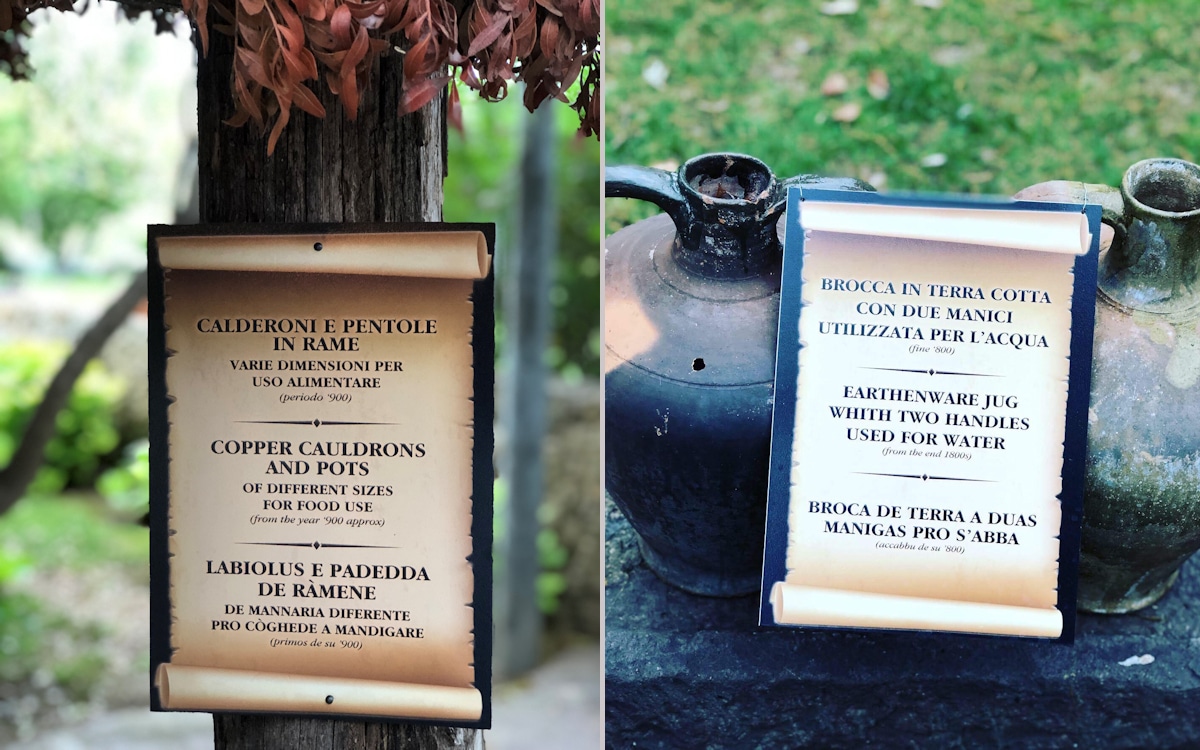 CALDERONI E PENTOLE
IN RAME
VARIE DIMENSIONI PER
USO ALIMENTARE
(periodo '900)
COPPER CAULDRONS
AND POTS
OF DIFFERENT SIZES
FOR FOOD USE
(from the year '900 approx)
LABIOLUS E PADEDDA
DE RÀMENE
DE MANNARIA DIFERENTE
PRO CÒGHEDE A MANDIGARE
(primos de su '900)
BROCCA IN TERRA COTTA
CON DUE MANICI
UTILIZZATA PER L'ACQUA
(fine '800)
EARTHENWARE JUG
WHITH TWO HANDLES
USED FOR WATER
(from the end 1800s)
BROCA DE TERRA A DUAS
MANIGAS PRO S'ABBA
(accabbu de su '800)